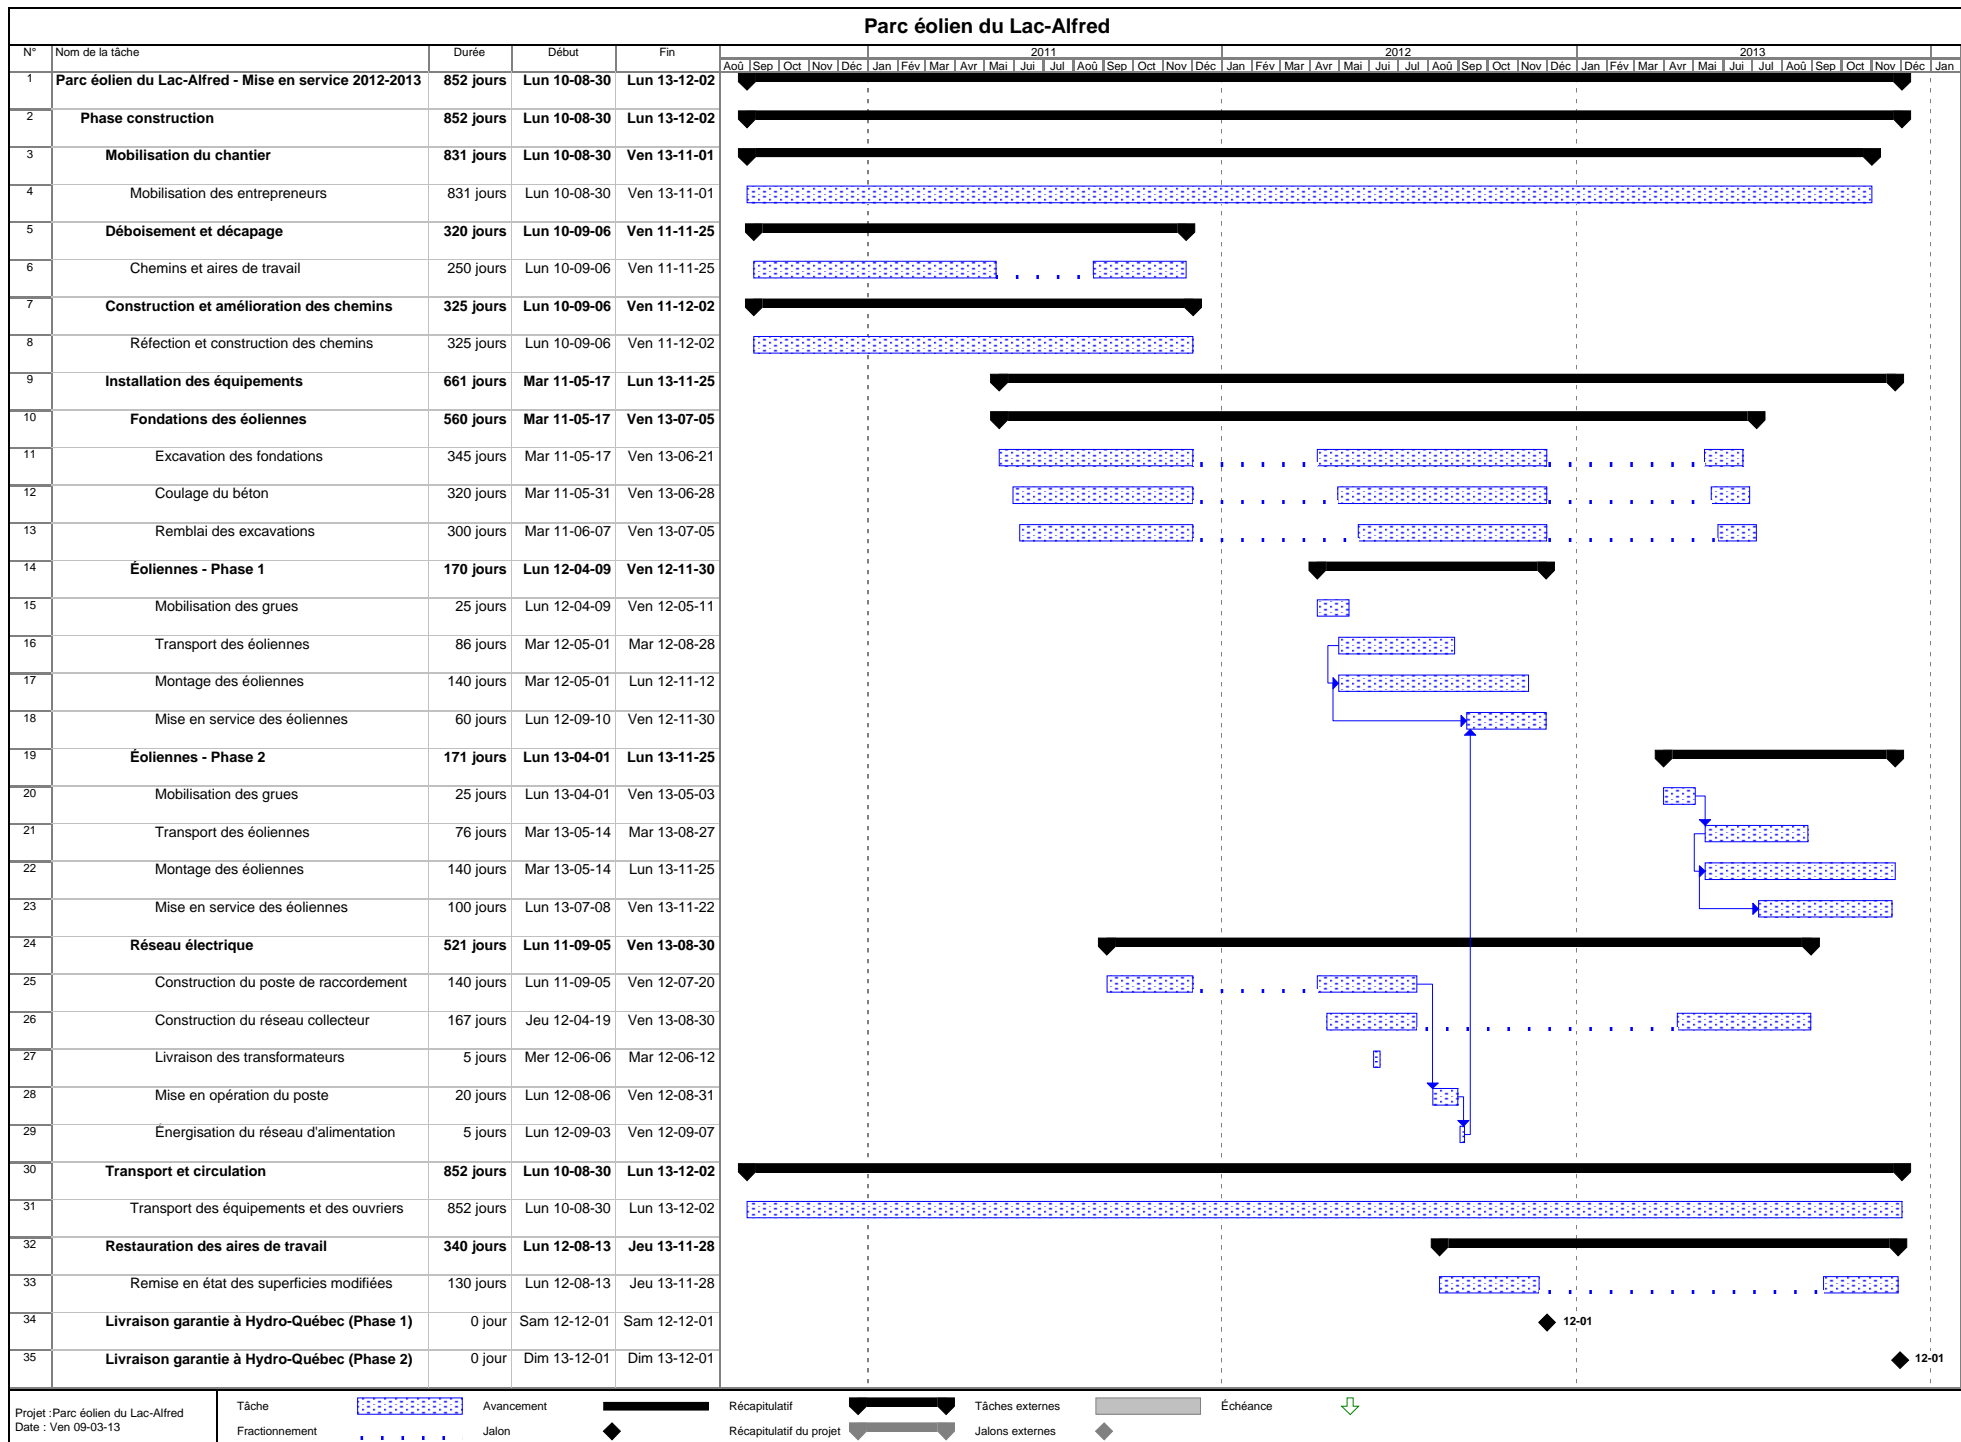 Parc éolien du Lac-Alfred
N° Nom de la tâche Durée Début Fin 2011 2012 2013
Aoû Sep Oct Nov Déc Jan Fév Mar Avr Mai Jui Jul Aoû Sep Oct Nov Déc Jan Fév Mar Avr Mai Jui Jul Aoû Sep Oct Nov Déc Jan Fév Mar Avr Mai Jui Jul Aoû Sep Oct Nov Déc Jan
1 Parc éolien du Lac-Alfred - Mise en service 2012-2013 852 jours Lun 10-08-30 Lun 13-12-02
2 Phase construction 852 jours Lun 10-08-30 Lun 13-12-02
3 Mobilisation du chantier 831 jours Lun 10-08-30 Ven 13-11-01
4 Mobilisation des entrepreneurs 831 jours Lun 10-08-30 Ven 13-11-01
5 Déboisement et décapage 320 jours Lun 10-09-06 Ven 11-11-25
6 Chemins et aires de travail 250 jours Lun 10-09-06 Ven 11-11-25
7 Construction et amélioration des chemins 325 jours Lun 10-09-06 Ven 11-12-02
8 Réfection et construction des chemins 325 jours Lun 10-09-06 Ven 11-12-02
9 Installation des équipements 661 jours Mar 11-05-17 Lun 13-11-25
10 Fondations des éoliennes 560 jours Mar 11-05-17 Ven 13-07-05
11 Excavation des fondations 345 jours Mar 11-05-17 Ven 13-06-21
12 Coulage du béton 320 jours Mar 11-05-31 Ven 13-06-28
13 Remblai des excavations 300 jours Mar 11-06-07 Ven 13-07-05
14 Éoliennes - Phase 1 170 jours Lun 12-04-09 Ven 12-11-30
15 Mobilisation des grues 25 jours Lun 12-04-09 Ven 12-05-11
16 Transport des éoliennes 86 jours Mar 12-05-01 Mar 12-08-28
17 Montage des éoliennes 140 jours Mar 12-05-01 Lun 12-11-12
18 Mise en service des éoliennes 60 jours Lun 12-09-10 Ven 12-11-30
19 Éoliennes - Phase 2 171 jours Lun 13-04-01 Lun 13-11-25
20 Mobilisation des grues 25 jours Lun 13-04-01 Ven 13-05-03
21 Transport des éoliennes 76 jours Mar 13-05-14 Mar 13-08-27
22 Montage des éoliennes 140 jours Mar 13-05-14 Lun 13-11-25
23 Mise en service des éoliennes 100 jours Lun 13-07-08 Ven 13-11-22
24 Réseau électrique 521 jours Lun 11-09-05 Ven 13-08-30
25 Construction du poste de raccordement 140 jours Lun 11-09-05 Ven 12-07-20
26 Construction du réseau collecteur 167 jours Jeu 12-04-19 Ven 13-08-30
27 Livraison des transformateurs 5 jours Mer 12-06-06 Mar 12-06-12
28 Mise en opération du poste 20 jours Lun 12-08-06 Ven 12-08-31
29 Énergisation du réseau d'alimentation 5 jours Lun 12-09-03 Ven 12-09-07
30 Transport et circulation 852 jours Lun 10-08-30 Lun 13-12-02
31 Transport des équipements et des ouvriers 852 jours Lun 10-08-30 Lun 13-12-02
32 Restauration des aires de travail 340 jours Lun 12-08-13 Jeu 13-11-28
33 Remise en état des superficies modifiées 130 jours Lun 12-08-13 Jeu 13-11-28
34 Livraison garantie à Hydro-Québec (Phase 1) 0 jour Sam 12-12-01 Sam 12-12-01 12-01
35 Livraison garantie à Hydro-Québec (Phase 2) 0 jour Dim 13-12-01 Dim 13-12-01 12-01
Projet :Parc éolien du Lac-Alfred
Date : Ven 09-03-13
Tâche Avancement Récapitulatif Tâches externes Échéance
Fractionnement Jalon Récapitulatif du projet Jalons externes